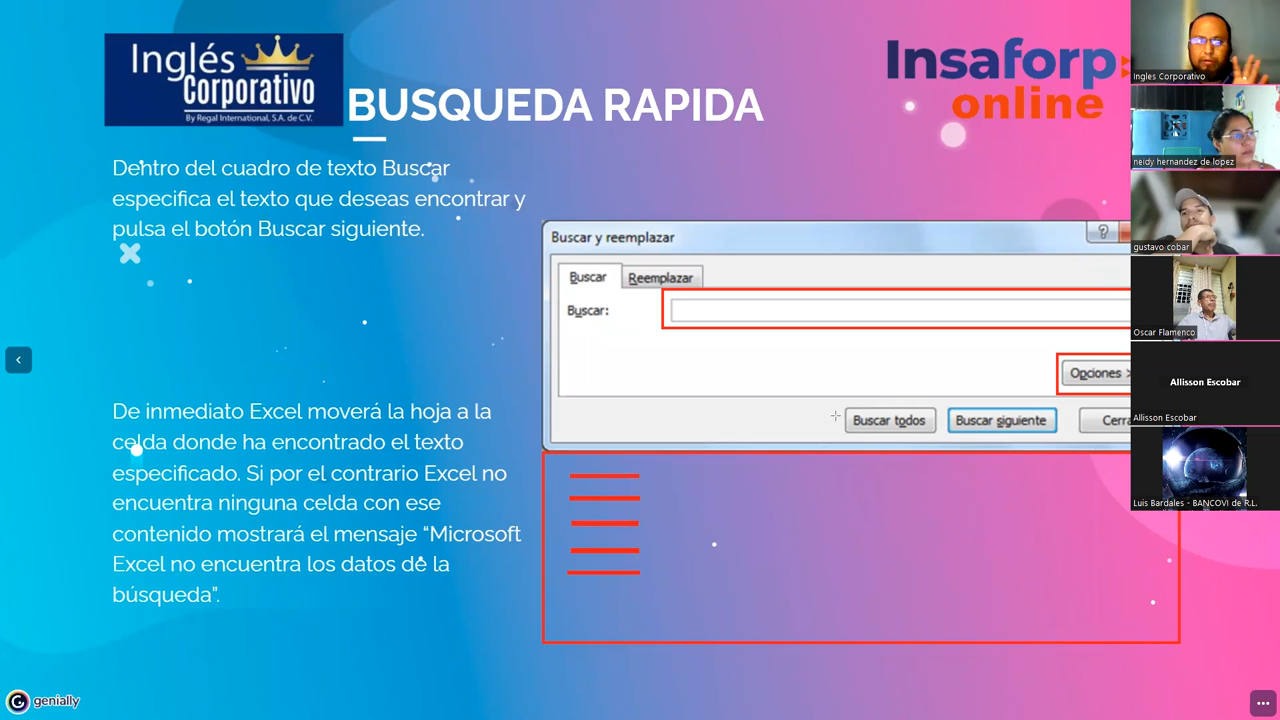 Inglés
Corporativo
By Regal International, S.A. de C.V.
BUSQUEDA RAPIDA
Insaforp
online
Dentro del cuadro de texto Buscar
especifica el texto que deseas encontrar y
pulsa el botón Buscar siguiente.
De inmediato Excel moverá la hoja a la
celda donde ha encontrado el texto
especificado. Si por el contrario Excel no
encuentra ninguna celda con ese
contenido mostrará el mensaje “Microsoft
Excel no encuentra los datos de la
búsqueda”.
Buscar y reemplazar
?
Buscar
Reemplazar
Buscar:
Opciones >
Buscar todos
Buscar siguiente
Cerra
Ingles Corporativo
neidy hernandez de lopez
gustavo cobar
Oscar Flamenco
Allisson Escobar
Allisson Escobar
Luis Bardales - BANCOVI de R.L.
genially